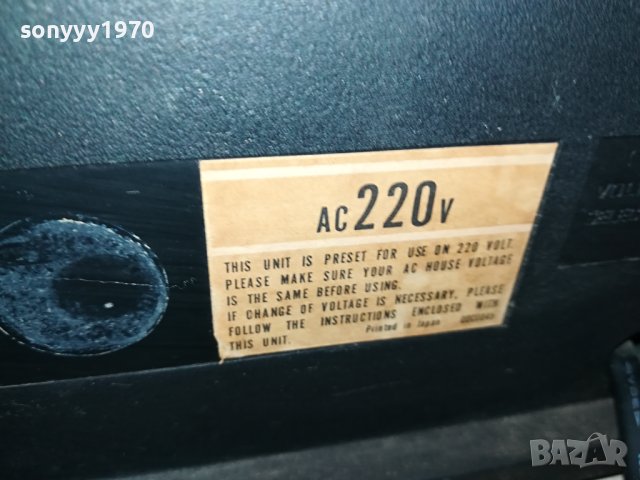 sonyyy1970
AC 220 V
THIS UNIT IS PRESET FOR USE ON 220 VOLT.
PLEASE MAKE SURE YOUR AC HOUSE VOLTAGE
IS THE SAME BEFORE USING.
IF CHANGE OF VOLTAGE IS NECESSARY, PLEASE
FOLLOW THE INSTRUCTIONS ENCLOSED WITH
THIS UNIT.
Printed in Japan
BAZAR